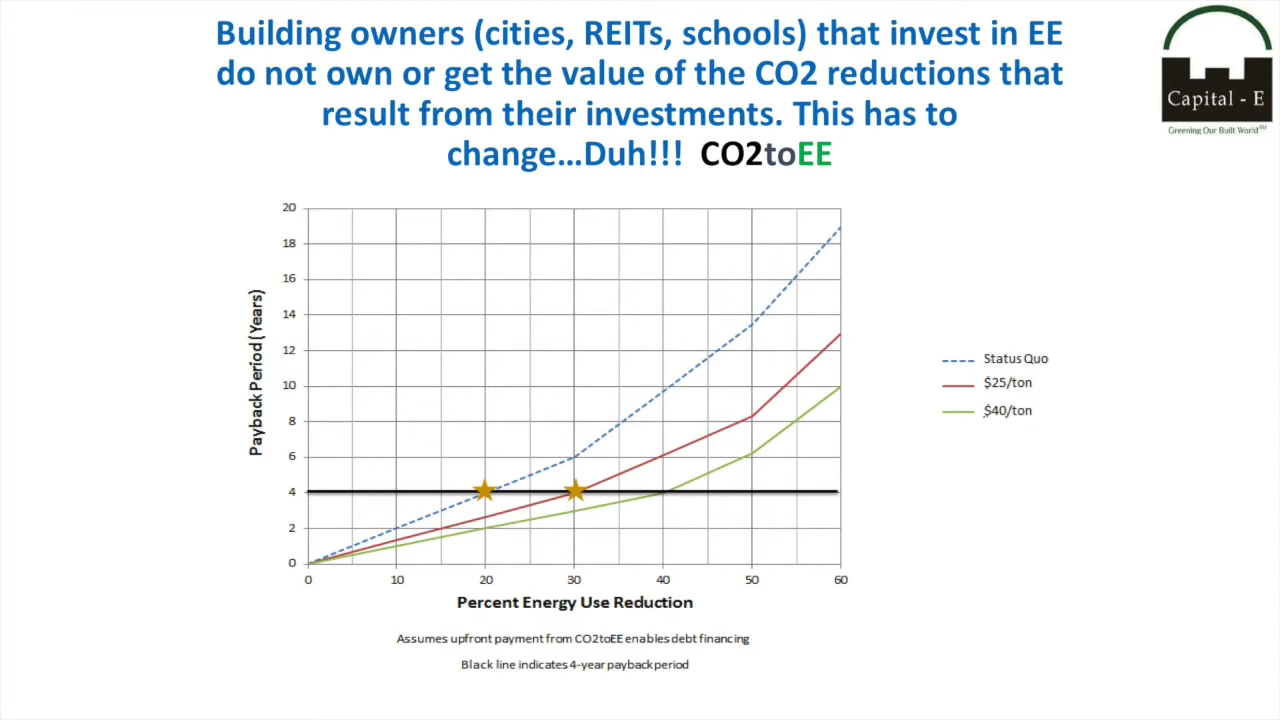 Building owners (cities, REITs, schools) that invest in EE
do not own or get the value of the CO2 reductions that
result from their investments. This has to
change…Duh!!! CO2toEE
Capital - E
Greening Our Built World℠
20
18
16
14
12
10
8
6
4
2
0
Payback Period (Years)
0 10 20 30 40 50 60
Percent Energy Use Reduction
Status Quo
$25/ton
$40/ton
Assumes upfront payment from CO2toEE enables debt financing
Black line indicates 4-year payback period